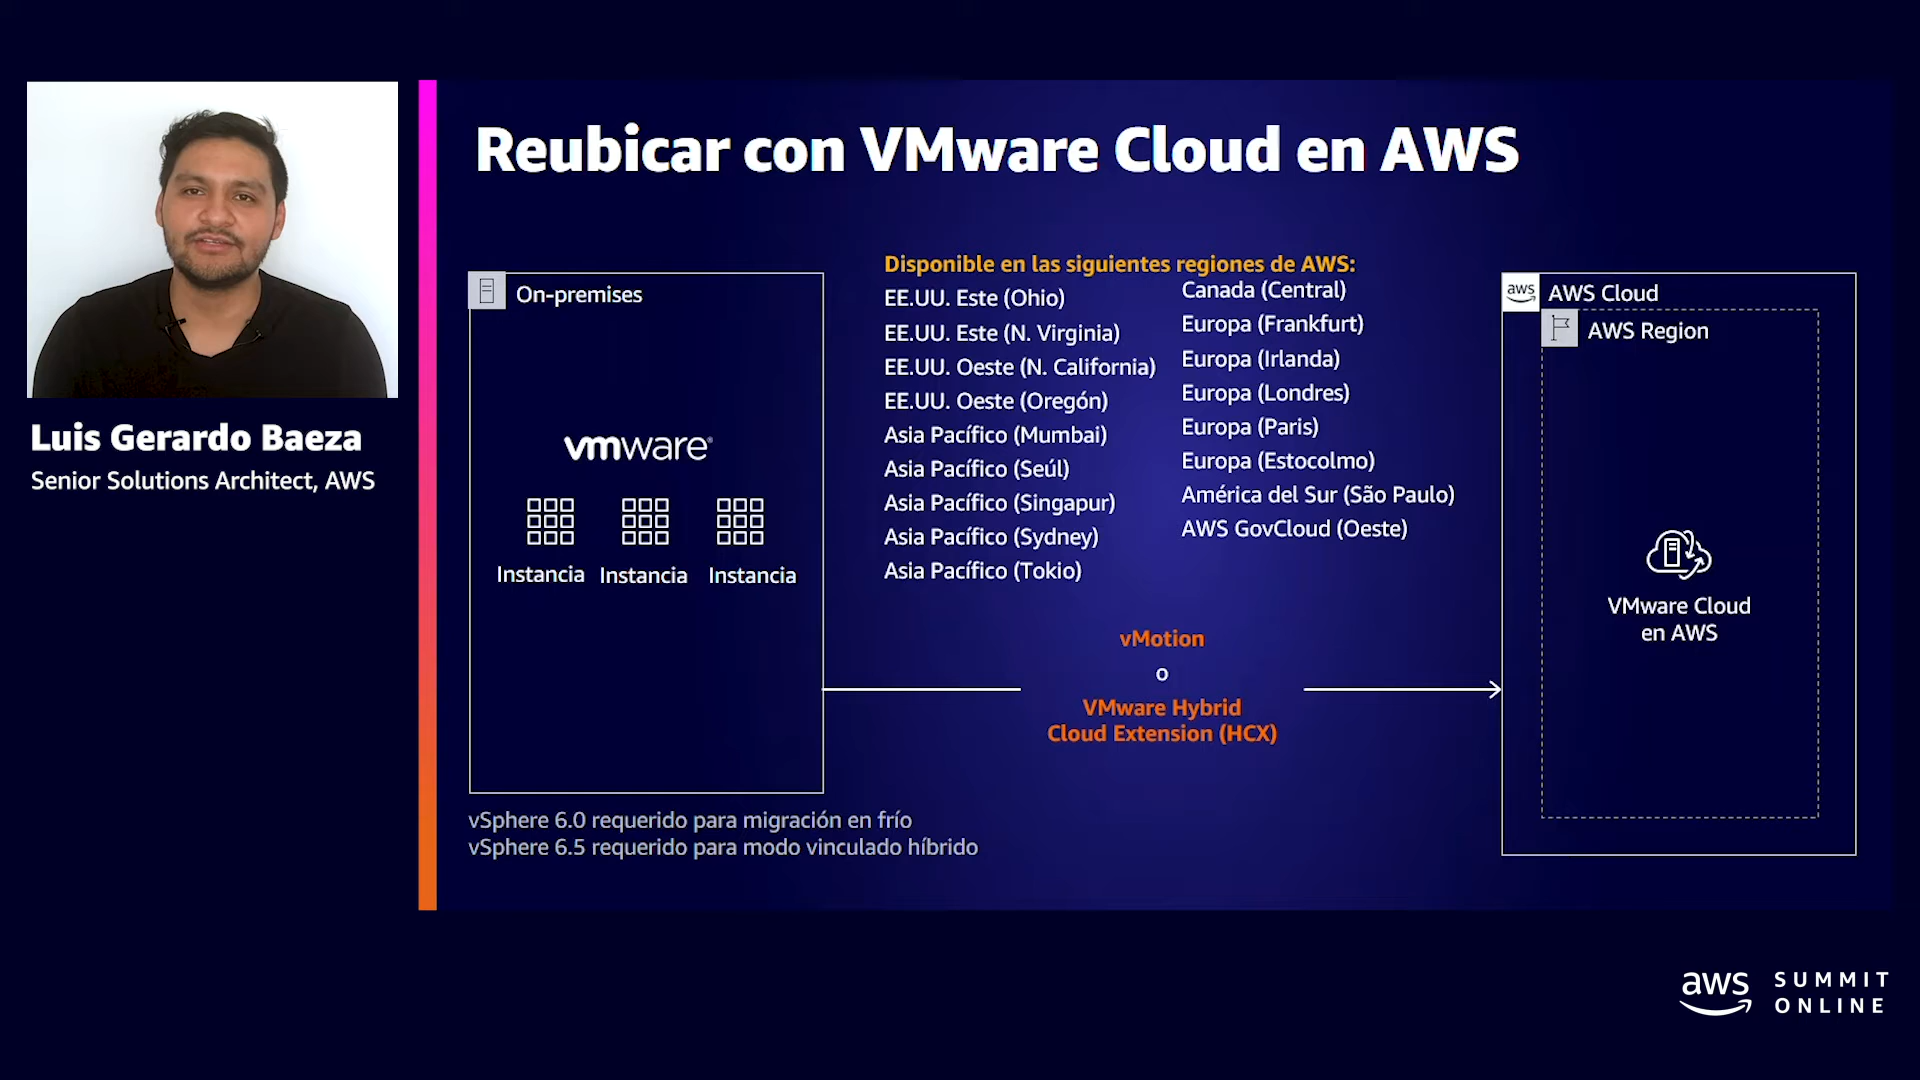 Reubicar con VMware Cloud en AWS
Luis Gerardo Baeza
Senior Solutions Architect, AWS
On-premises
vmware®
Instancia Instancia Instancia
vSphere 6.0 requerido para migración en frío
vSphere 6.5 requerido para modo vinculado híbrido
Disponible en las siguientes regiones de AWS:
EE.UU. Este (Ohio)
EE.UU. Este (N. Virginia)
EE.UU. Oeste (N. California)
EE.UU. Oeste (Oregón)
Asia Pacífico (Mumbai)
Asia Pacífico (Seúl)
Asia Pacífico (Singapur)
Asia Pacífico (Sydney)
Asia Pacífico (Tokio)
Canada (Central)
Europa (Frankfurt)
Europa (Irlanda)
Europa (Londres)
Europa (Paris)
Europa (Estocolmo)
América del Sur (São Paulo)
AWS GovCloud (Oeste)
vMotion
o
VMware Hybrid
Cloud Extension (HCX)
aws AWS Cloud
AWS Region
VMware Cloud
en AWS
aws
SUMMIT
ONLINE